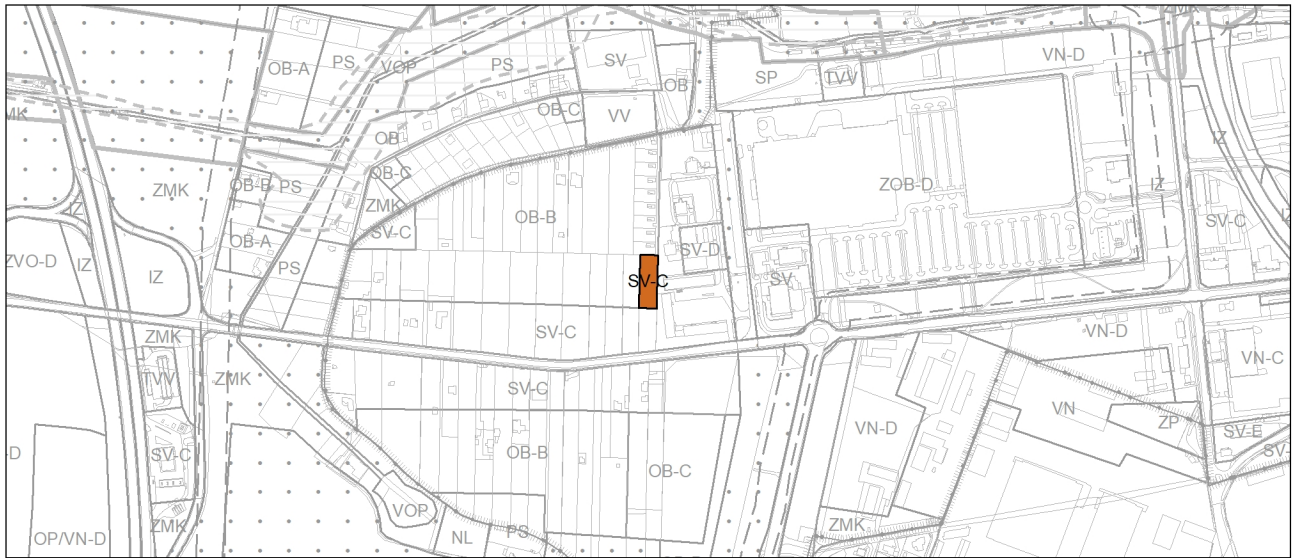 ZMK
SV
VN-D
PS
OB-A
VOP
PS
OB
SP
TVV
OB-C
VV
MK
OB
IZ
OB-C
ZMK
OB-B
PS
ZOB-D
IZ
ZMK
OB-B
SV-C
IZ
SV-C
IZ
OB-A
SV-D
ZVO-D
IZ
IZ
PS
SV-C
SV
ZMK
SV-C
VN-D
TVV
ZMK
SV-C
VN-C
VN
ZP
VN-D
SV-E
-D
SV-C
OB-B
OB-C
SV-
VOP
ZMK
ZMK
OP/VN-D
NL
PS